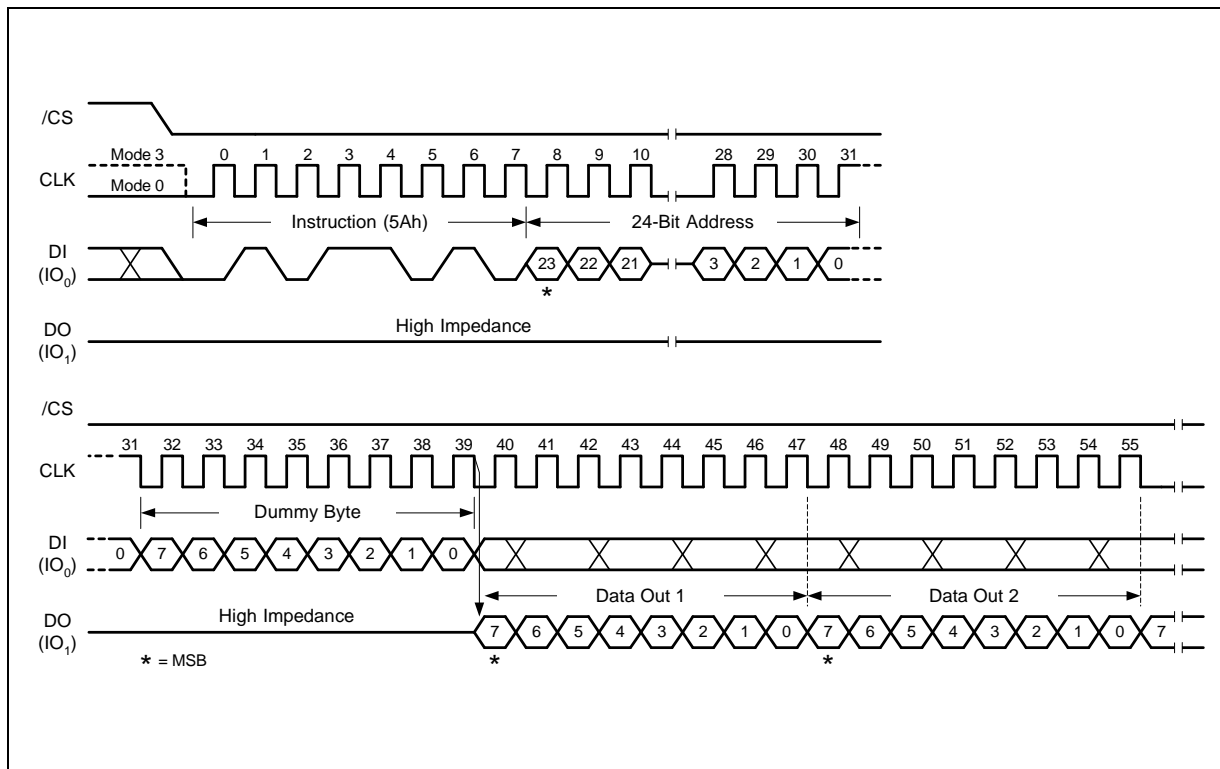 /CS
Mode 3 0 1 2 3 4 5 6 7 8 9 10 28 29 30 31
CLK Mode 0
Instruction (5Ah) 24-Bit Address
DI
(IO0) 23 22 21 3 2 1 0
*
DO
(IO1) High Impedance
/CS
31 32 33 34 35 36 37 38 39 40 41 42 43 44 45 46 47 48 49 50 51 52 53 54 55
CLK
Dummy Byte
DI
(IO0) 0 7 6 5 4 3 2 1 0
Data Out 1 Data Out 2
DO
(IO1) High Impedance 7 6 5 4 3 2 1 0 7 6 5 4 3 2 1 0 7
* = MSB * *